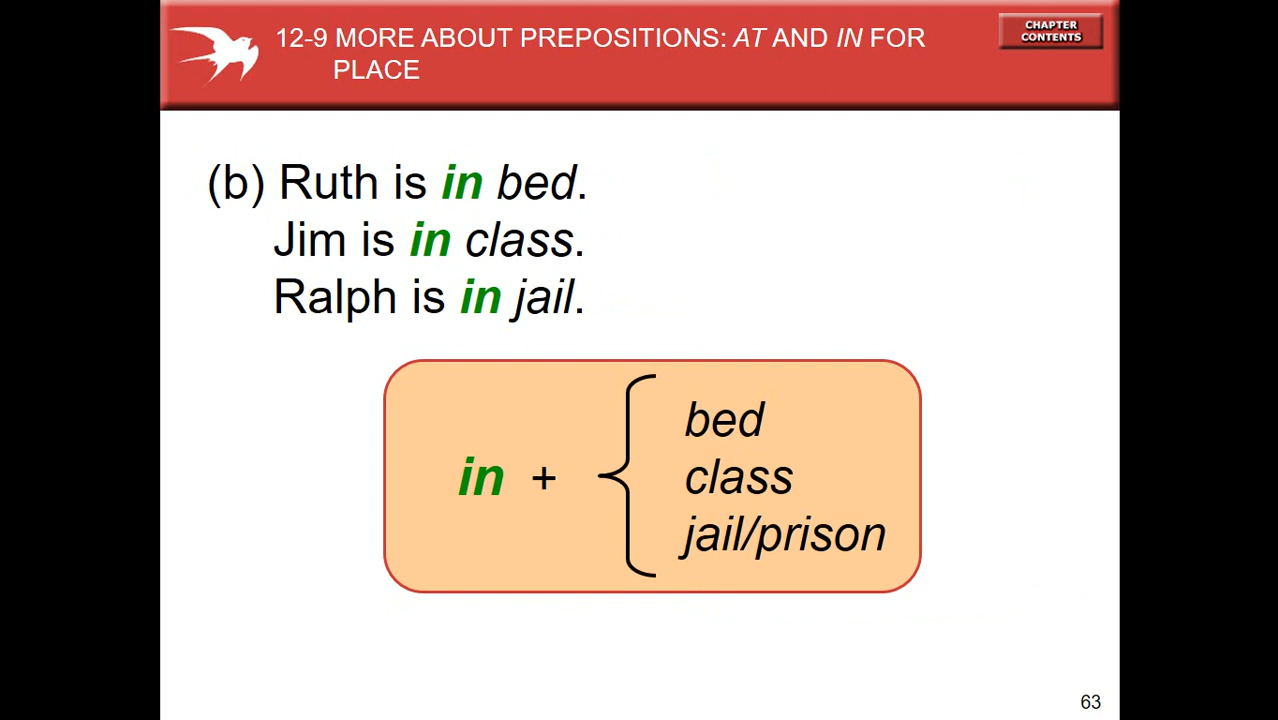 12-9 MORE ABOUT PREPOSITIONS: AT AND IN FOR
PLACE
CHAPTER
CONTENTS
(b) Ruth is in bed.
Jim is in class.
Ralph is in jail.
in +
bed
class
jail/prison
63